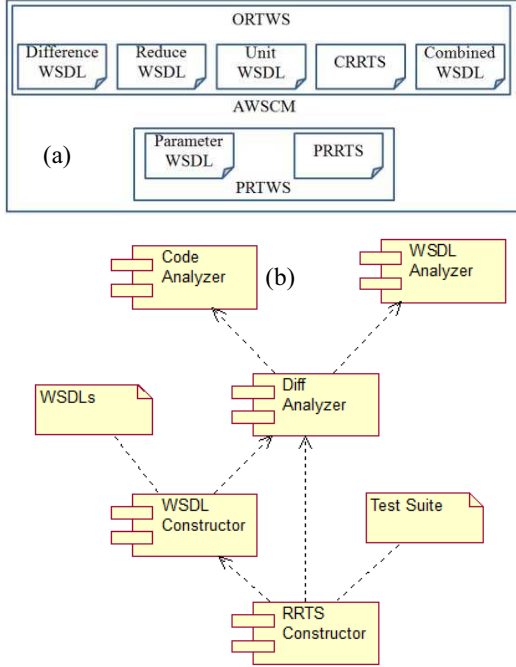 ORTWS
Difference WSDL
Reduce WSDL
Unit WSDL
CRRTS
Combined WSDL
AWSCM
(a)
Parameter WSDL
PRRTS
PRTWS
(b)
Code
Analyzer
WSDL
Analyzer
Diff
Analyzer
WSDLs
WSDL
Constructor
Test Suite
RRTS
Constructor